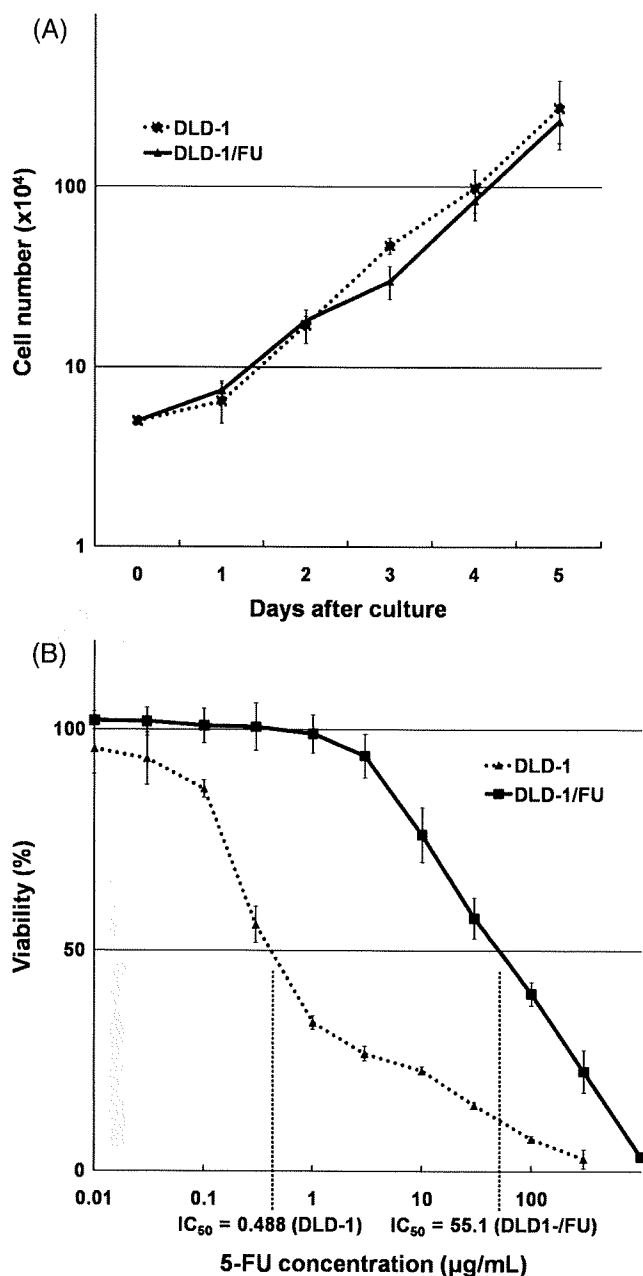 (A)
DLD-1
DLD-1/FU
Cell number (x10⁴)
100
10
1
0 1 2 3 4 5
Days after culture
(B)
DLD-1
DLD-1/FU
Viability (%)
100
50
0
0.01 0.1 1 10 100
IC₅₀ = 0.488 (DLD-1) IC₅₀ = 55.1 (DLD1-/FU)
5-FU concentration (µg/mL)